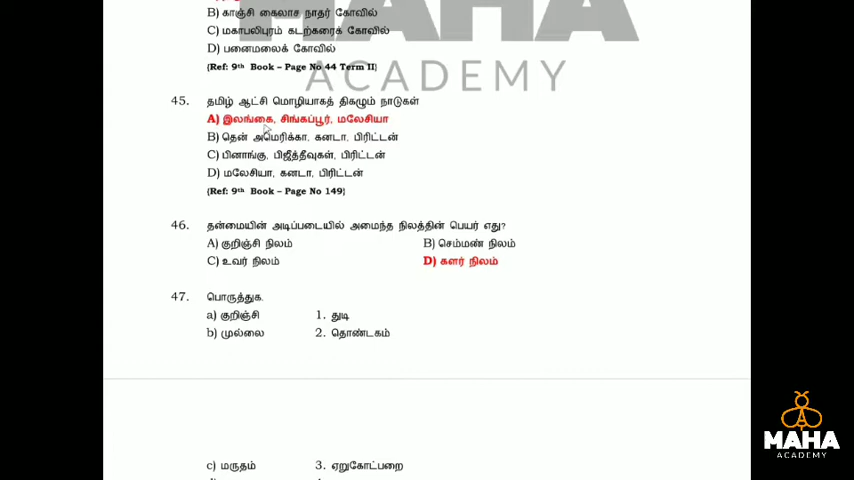 B) காஞ்சி கைலாச நாதர் கோவில்
C) மகாபலிபுரம் கடற்கரைக் கோவில்
D) பனைமலைக் கோவில்
(Ref: 9th Book – Page No 44 Term II)
MAHA
ACADEMY
45. தமிழ் ஆட்சி மொழியாகத் திகழும் நாடுகள்
A) இலங்கை, சிங்கப்பூர், மலேசியா
B) தென் அமெரிக்கா, கனடா, பிரிட்டன்
C) பினாங்கு, பிஜித்தீவுகள், பிரிட்டன்
D) மலேசியா, கனடா, பிரிட்டன்
(Ref: 9th Book – Page No 149)
46. தன்மையின் அடிப்படையில் அமைந்த நிலத்தின் பெயர் எது?
A) குறிஞ்சி நிலம் B) செம்மண் நிலம்
C) உவர் நிலம் D) களர் நிலம்
47. பொருத்துக.
a) குறிஞ்சி 1. துடி
b) முல்லை 2. தொண்டகம்
c) மருதம் 3. ஏறுகோட்பறை
MAHA
ACADEMY